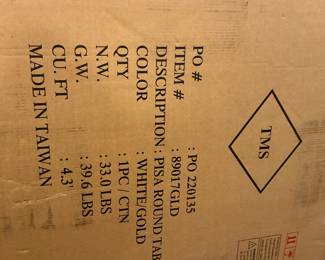 TMS
PO # : PO 220135
ITEM # : 89017GLD
DESCRIPTION : PISA ROUND TAB
COLOR : WHITE/GOLD
QTY : 1PC / CTN
N.W. : 33.0 LBS
G.W. : 39.6 LBS
CU. FT : 4.3'
MADE IN TAIWAN